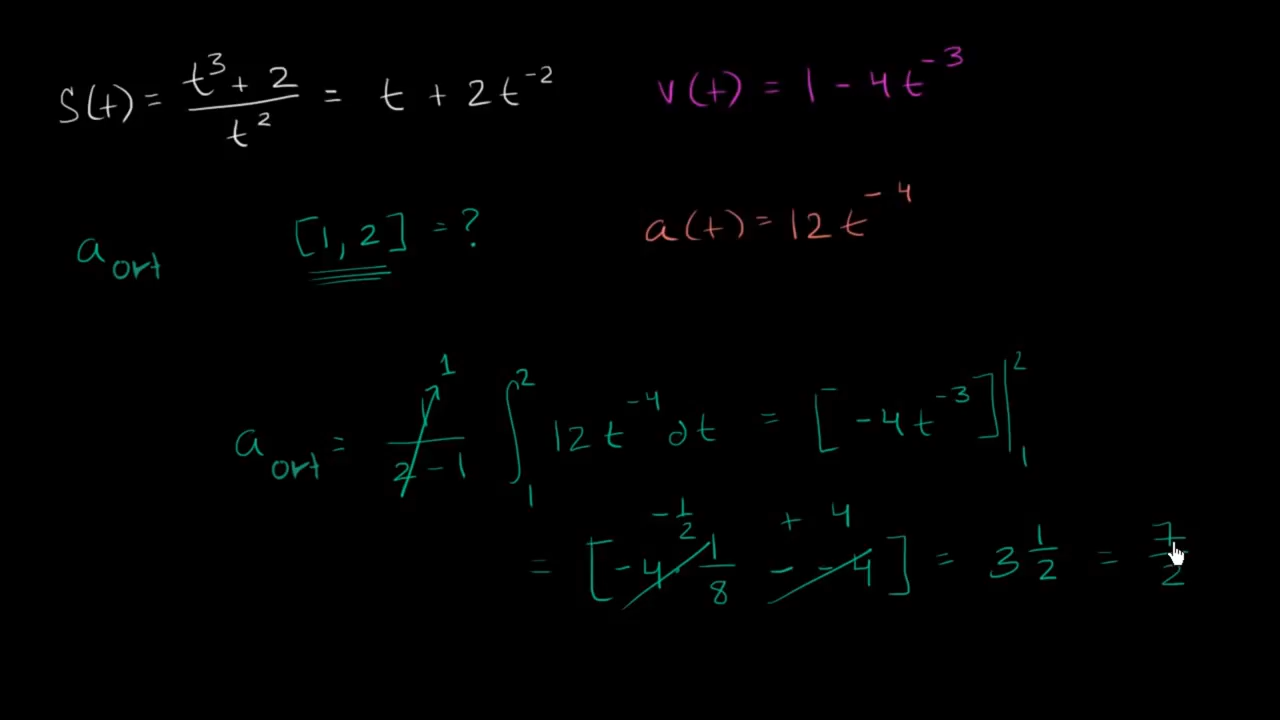 S(t) = (t³ + 2)/t² = t + 2t⁻²
v(t) = 1 − 4t⁻³
a_ort [1, 2] = ?
a(t) = 12t⁻⁴
a_ort = 1/(2 − 1) 1 ∫₁² 12t⁻⁴ ∂t = [−4t⁻³]|₁²
−1/2 + 4
= [−4 · 1/8 − −4] = 3 1/2 = 7/2